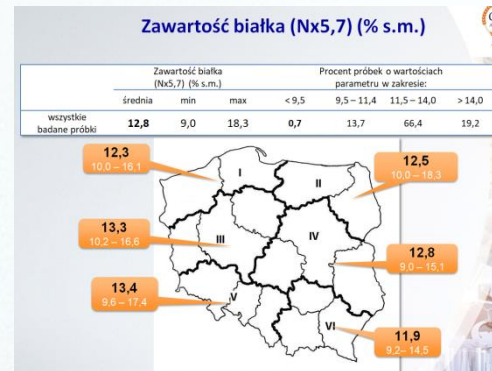 Zawartość białka (Nx5,7) (% s.m.)
Zawartość białka
(Nx5,7) (% s.m.)
Procent próbek o wartościach
parametru w zakresie:
średnia min max < 9,5 9,5 – 11,4 11,5 – 14,0 > 14,0
wszystkie
badane próbki
12,8 9,0 18,3 0,7 13,7 66,4 19,2
12,3
10,0 – 16,1
I
II
12,5
10,0 – 18,3
13,3
10,2 – 16,6
III
IV
12,8
9,0 – 15,1
13,4
9,6 – 17,4
V
VI
11,9
9,2– 14,5